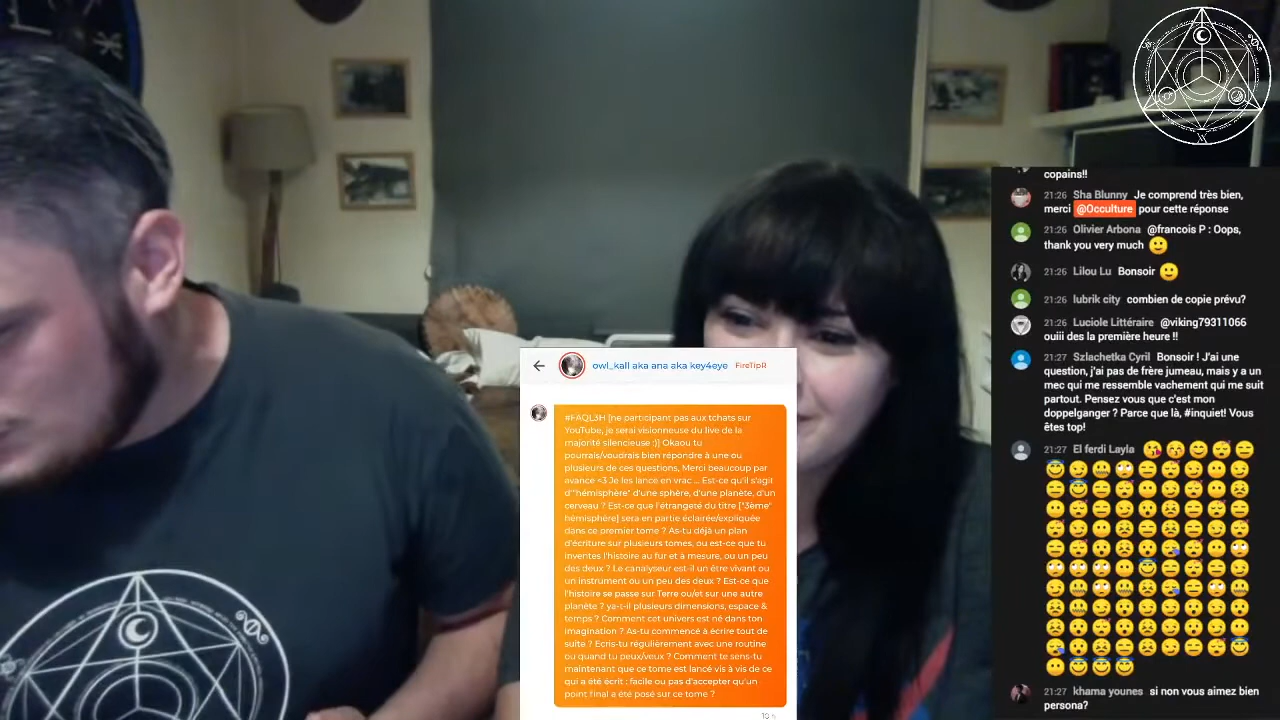 owl_kall aka ana aka key4eye FireTipR
#FAQL3H [ne participant pas aux tchats sur
YouTube, je serai visionneuse du live de la
majorité silencieuse :)] Okaou tu
pourrais/voudrais bien répondre à une ou
plusieurs de ces questions, Merci beaucoup par
avance <3 Je les lance en vrac ... Est-ce qu'il s'agit
d'"hémisphère" d'une sphère, d'une planète, d'un
cerveau ? Est-ce que l'étrangeté du titre ["3ème"
hémisphère] sera en partie éclairée/expliquée
dans ce premier tome ? As-tu déjà un plan
d'écriture sur plusieurs tomes, ou est-ce que tu
inventes l'histoire au fur et à mesure, ou un peu
des deux ? Le canalyseur est-il un être vivant ou
un instrument ou un peu des deux ? Est-ce que
l'histoire se passe sur Terre ou/et sur une autre
planète ? ya-t-il plusieurs dimensions, espace &
temps ? Comment cet univers est né dans ton
imagination ? As-tu commencé à écrire tout de
suite ? Ecris-tu régulièrement avec une routine
ou quand tu peux/veux ? Comment te sens-tu
maintenant que ce tome est lancé vis à vis de ce
qui a été écrit : facile ou pas d'accepter qu'un
point final a été posé sur ce tome ?
copains!!
21:26 Sha Blunny Je comprend très bien,
merci @Occulture pour cette réponse
21:26 Olivier Arbona @francois P : Oops,
thank you very much
21:26 Lilou Lu Bonsoir
21:26 lubrik city combien de copie prévu?
21:26 Luciole Littéraire @viking79311066
ouiii des la première heure !!
21:27 Szlachetka Cyril Bonsoir ! J'ai une
question, j'ai pas de frère jumeau, mais y a un
mec qui me ressemble vachement qui me suit
partout. Pensez vous que c'est mon
doppelganger ? Parce que là, #inquiet! Vous
êtes top!
21:27 El ferdi Layla
21:27 khama younes si non vous aimez bien
persona?